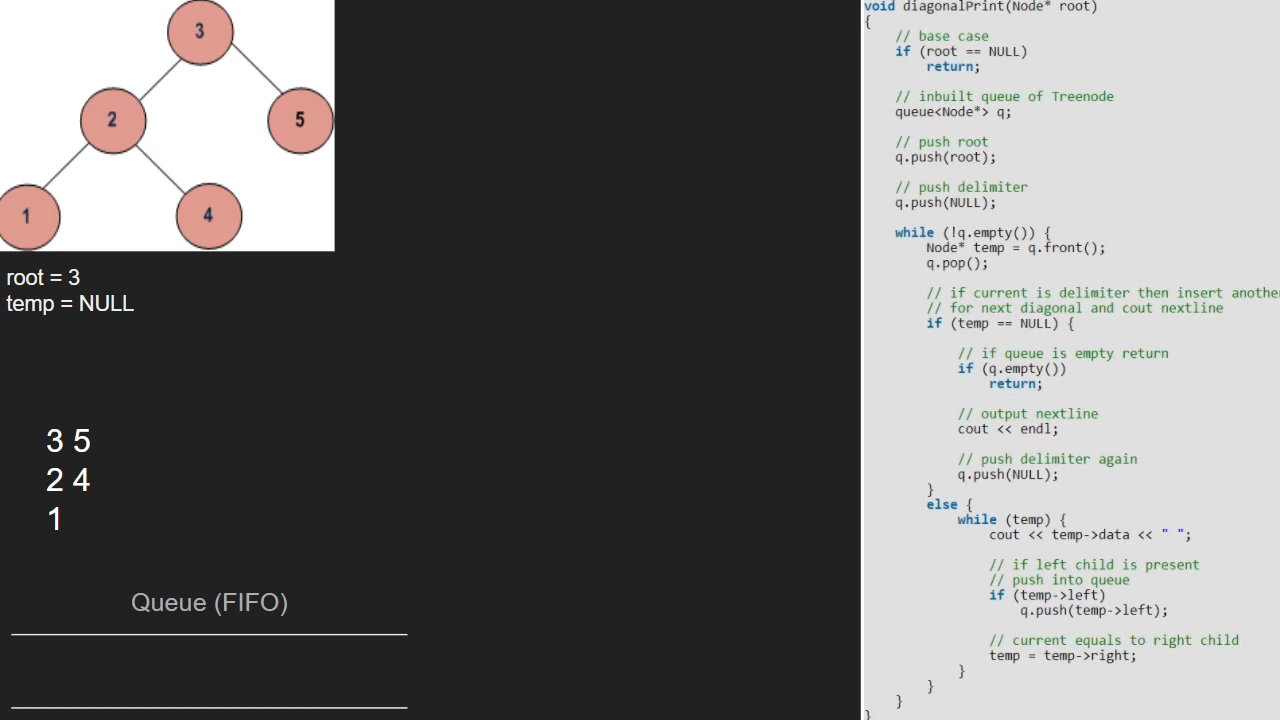 3
2
5
1
4
root = 3
temp = NULL
3 5
2 4
1
Queue (FIFO)
void diagonalPrint(Node* root)
{
// base case
if (root == NULL)
return;
// inbuilt queue of Treenode
queue<Node*> q;
// push root
q.push(root);
// push delimiter
q.push(NULL);
while (!q.empty()) {
Node* temp = q.front();
q.pop();
// if current is delimiter then insert anothe
// for next diagonal and cout nextline
if (temp == NULL) {
// if queue is empty return
if (q.empty())
return;
// output nextline
cout << endl;
// push delimiter again
q.push(NULL);
}
else {
while (temp) {
cout << temp->data << " ";
// if left child is present
// push into queue
if (temp->left)
q.push(temp->left);
// current equals to right child
temp = temp->right;
}
}
}
}